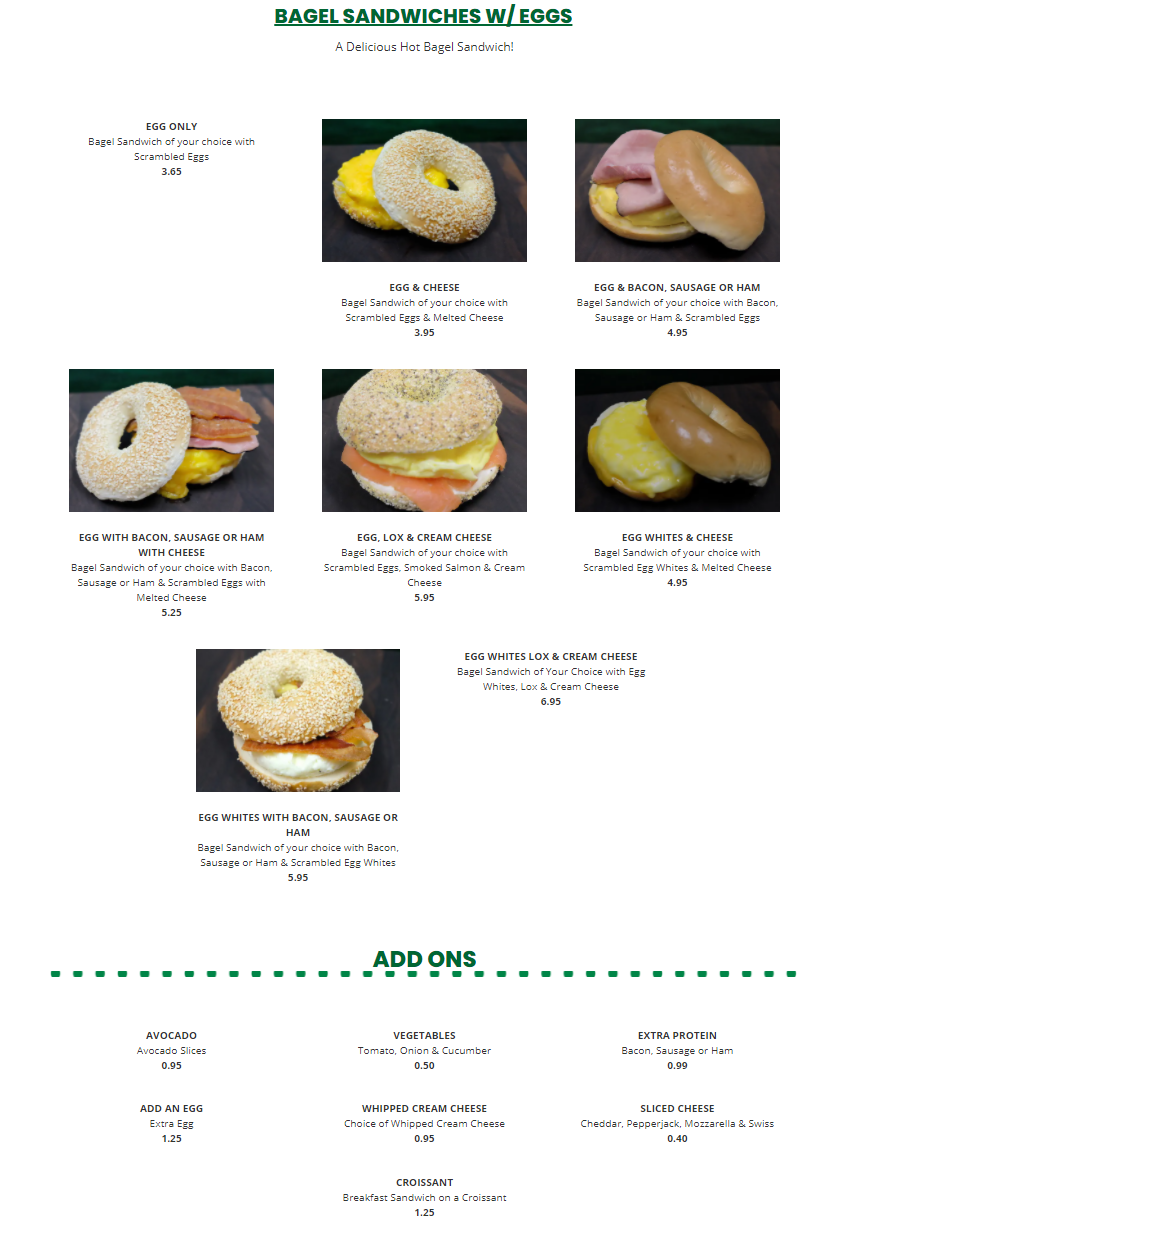 BAGEL SANDWICHES W/ EGGS
A Delicious Hot Bagel Sandwich!
EGG ONLY
Bagel Sandwich of your choice with
Scrambled Eggs
3.65
EGG & CHEESE
Bagel Sandwich of your choice with
Scrambled Eggs & Melted Cheese
3.95
EGG & BACON, SAUSAGE OR HAM
Bagel Sandwich of your choice with Bacon,
Sausage or Ham & Scrambled Eggs
4.95
EGG WITH BACON, SAUSAGE OR HAM
WITH CHEESE
Bagel Sandwich of your choice with Bacon,
Sausage or Ham & Scrambled Eggs with
Melted Cheese
5.25
EGG, LOX & CREAM CHEESE
Bagel Sandwich of your choice with
Scrambled Eggs, Smoked Salmon & Cream
Cheese
5.95
EGG WHITES & CHEESE
Bagel Sandwich of your choice with
Scrambled Egg Whites & Melted Cheese
4.95
EGG WHITES WITH BACON, SAUSAGE OR
HAM
Bagel Sandwich of your choice with Bacon,
Sausage or Ham & Scrambled Egg Whites
5.95
EGG WHITES LOX & CREAM CHEESE
Bagel Sandwich of Your Choice with Egg
Whites, Lox & Cream Cheese
6.95
ADD ONS
AVOCADO
Avocado Slices
0.95
VEGETABLES
Tomato, Onion & Cucumber
0.50
EXTRA PROTEIN
Bacon, Sausage or Ham
0.99
ADD AN EGG
Extra Egg
1.25
WHIPPED CREAM CHEESE
Choice of Whipped Cream Cheese
0.95
SLICED CHEESE
Cheddar, Pepperjack, Mozzarella & Swiss
0.40
CROISSANT
Breakfast Sandwich on a Croissant
1.25